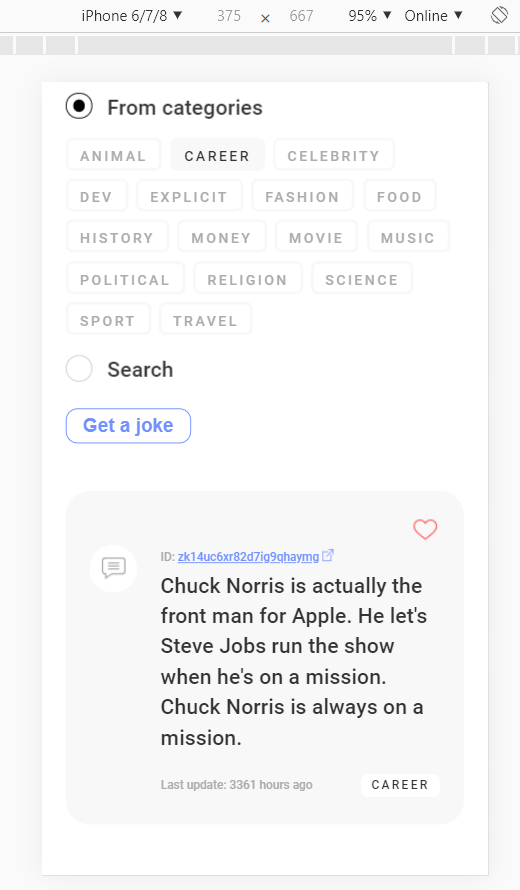 iPhone 6/7/8 ▼ 375 × 667 95% ▼ Online ▼
From categories
ANIMAL CAREER CELEBRITY
DEV EXPLICIT FASHION FOOD
HISTORY MONEY MOVIE MUSIC
POLITICAL RELIGION SCIENCE
SPORT TRAVEL
Search
Get a joke
ID: zk14uc6xr82d7ig9qhaymg
Chuck Norris is actually the
front man for Apple. He let's
Steve Jobs run the show
when he's on a mission.
Chuck Norris is always on a
mission.
Last update: 3361 hours ago CAREER